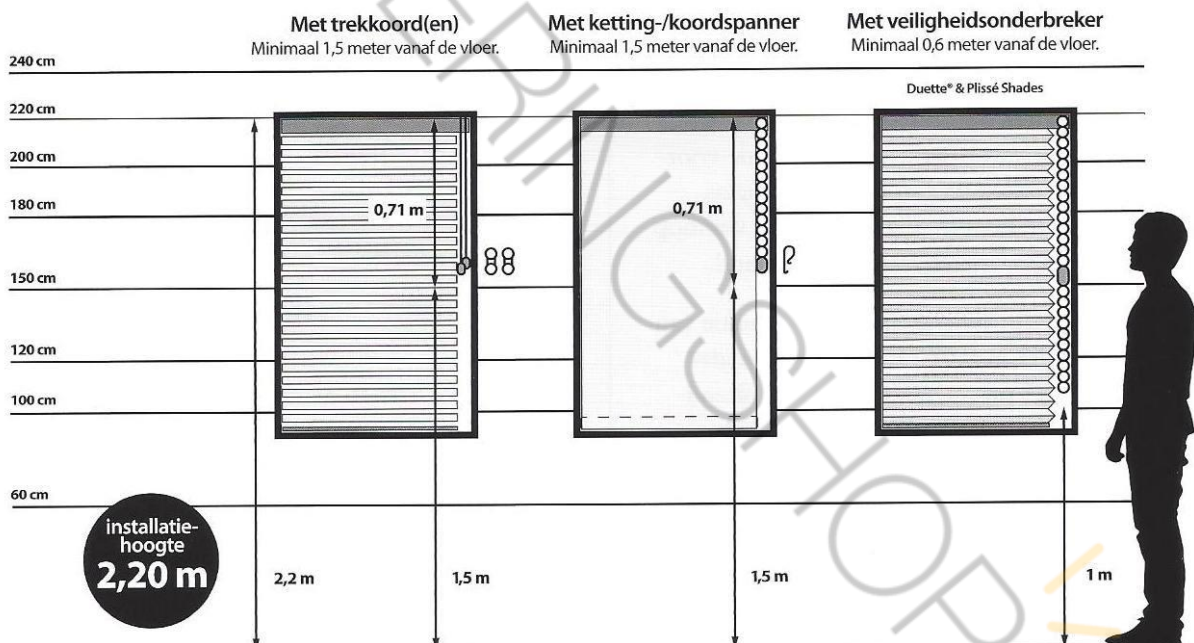 Met trekkoord(en)
Minimaal 1,5 meter vanaf de vloer.
Met ketting-/koordspanner
Minimaal 1,5 meter vanaf de vloer.
Met veiligheidsonderbreker
Minimaal 0,6 meter vanaf de vloer.
Duette® & Plissé Shades
240 cm
220 cm
200 cm
180 cm
150 cm
120 cm
100 cm
60 cm
0,71 m
0,71 m
installatie-
hoogte
2,20 m
2,2 m
1,5 m
1,5 m
1 m
ERINGSHOP